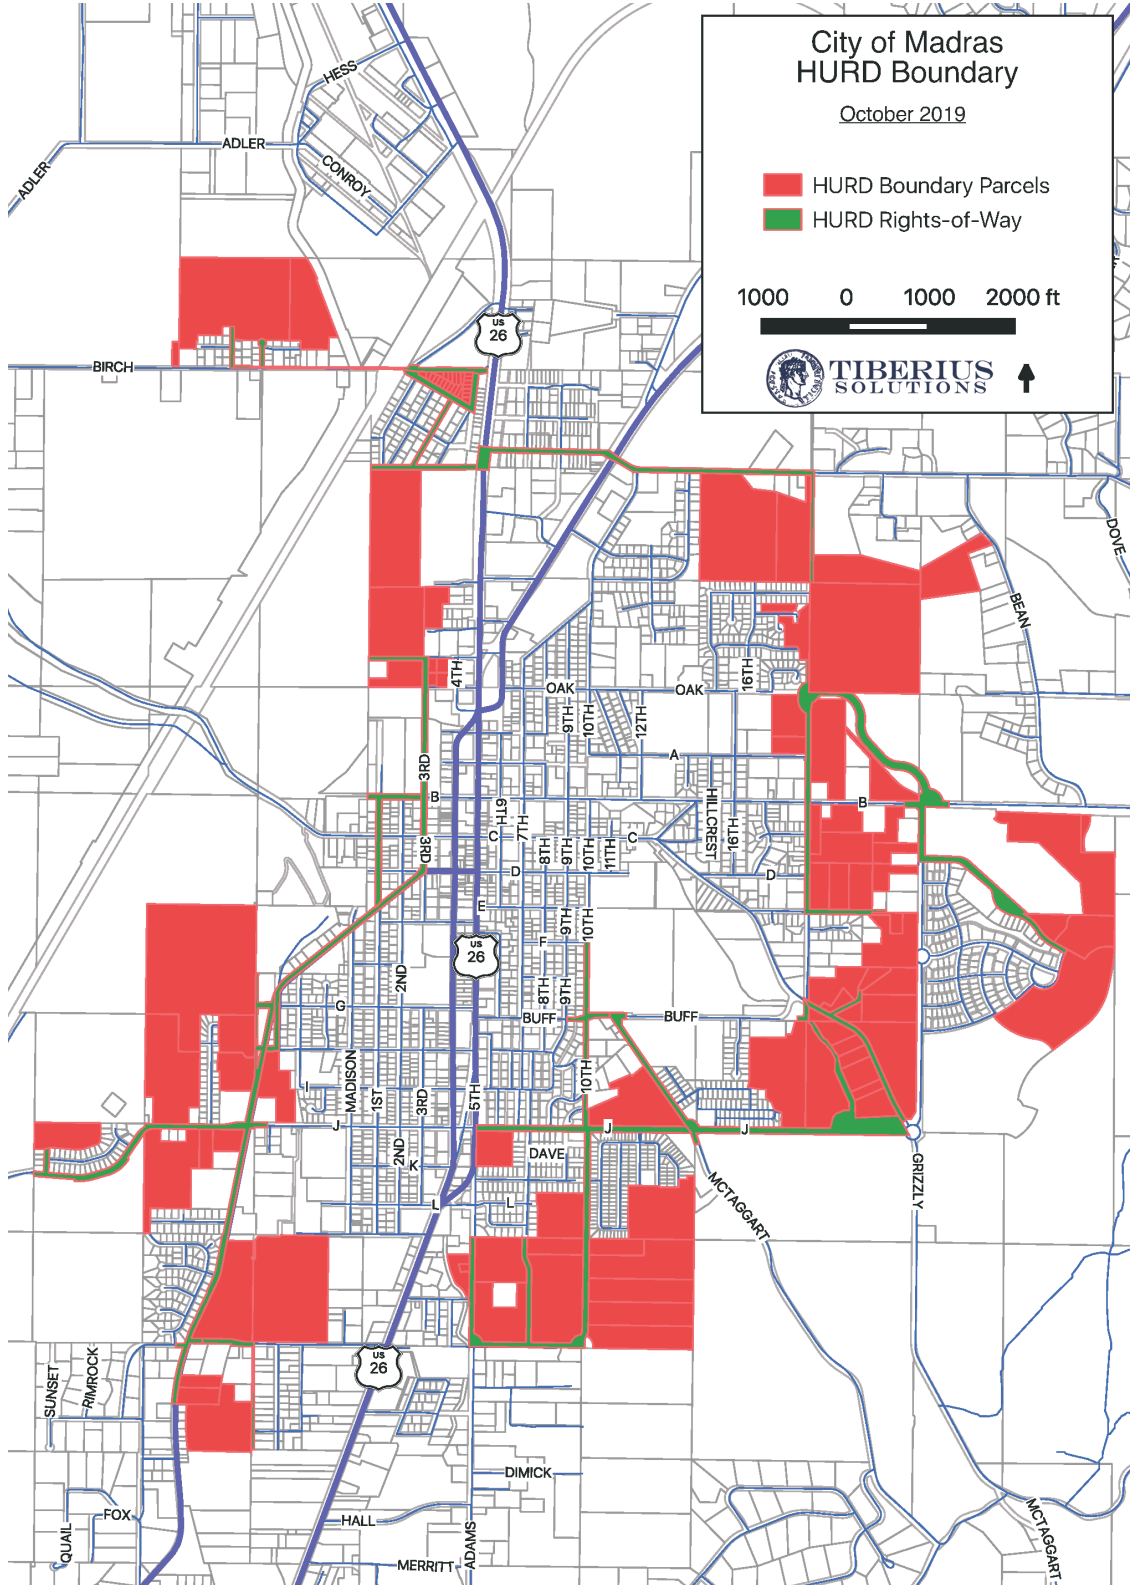 City of Madras
HURD Boundary
October 2019
HURD Boundary Parcels
HURD Rights-of-Way
1000 0 1000 2000 ft
TIBERIUS
SOLUTIONS
HESS
ADLER
ADLER
CONROY
US
26
BIRCH
DOVE
BEAN
4TH
16TH
OAK
OAK
9TH
10TH
12TH
A
3RD
B
B
6TH
7TH
HILLCREST
16TH
C
C
3RD
8TH
9TH
10TH
11TH
D
D
E
9TH
10TH
F
US
26
2ND
8TH
9TH
G
BUFF
BUFF
10TH
I
MADISON
1ST
3RD
5TH
J
J
J
2ND
K
DAVE
L
L
MCTAGGART
GRIZZLY
US
26
SUNSET
RIMROCK
DIMICK
FOX
QUAIL
HALL
ADAMS
MERRITT
MCTAGGART